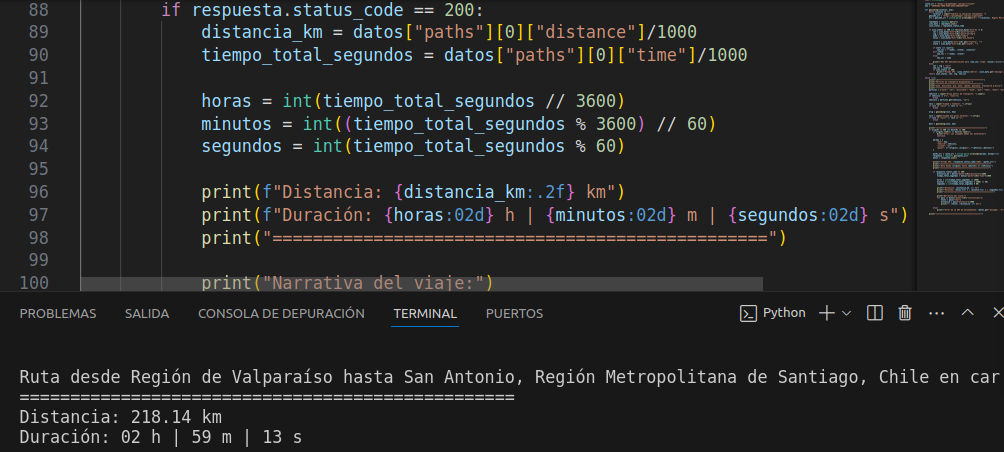 88 if respuesta.status_code == 200:
89 distancia_km = datos["paths"][0]["distance"]/1000
90 tiempo_total_segundos = datos["paths"][0]["time"]/1000
91
92 horas = int(tiempo_total_segundos // 3600)
93 minutos = int((tiempo_total_segundos % 3600) // 60)
94 segundos = int(tiempo_total_segundos % 60)
95
96 print(f"Distancia: {distancia_km:.2f} km")
97 print(f"Duración: {horas:02d} h | {minutos:02d} m | {segundos:02d} s")
98 print("=================================================")
99
100 print("Narrativa del viaje:")
PROBLEMAS SALIDA CONSOLA DE DEPURACIÓN TERMINAL PUERTOS Python
Ruta desde Región de Valparaíso hasta San Antonio, Región Metropolitana de Santiago, Chile en car
=================================================
Distancia: 218.14 km
Duración: 02 h | 59 m | 13 s